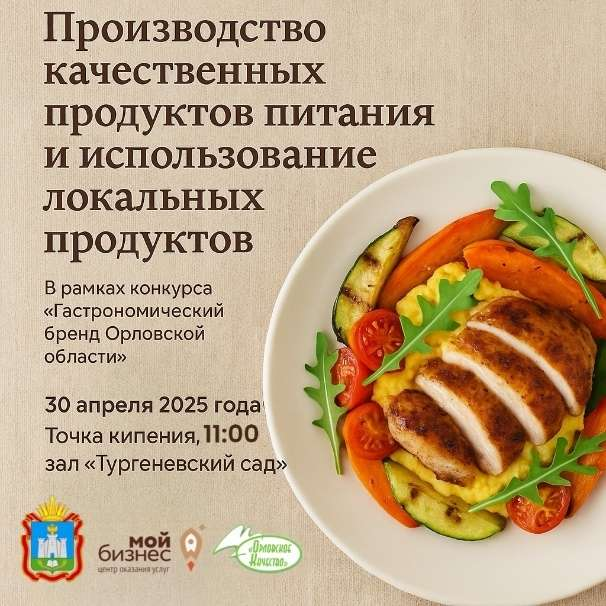 Производство
качественных
продуктов питания
и использование
локальных
продуктов
В рамках конкурса
«Гастрономический
бренд Орловской
области»
30 апреля 2025 года
Точка кипения, 11:00
зал «Тургеневский сад»
мой
бизнес
центр оказания услуг
«Орловское
Качество»